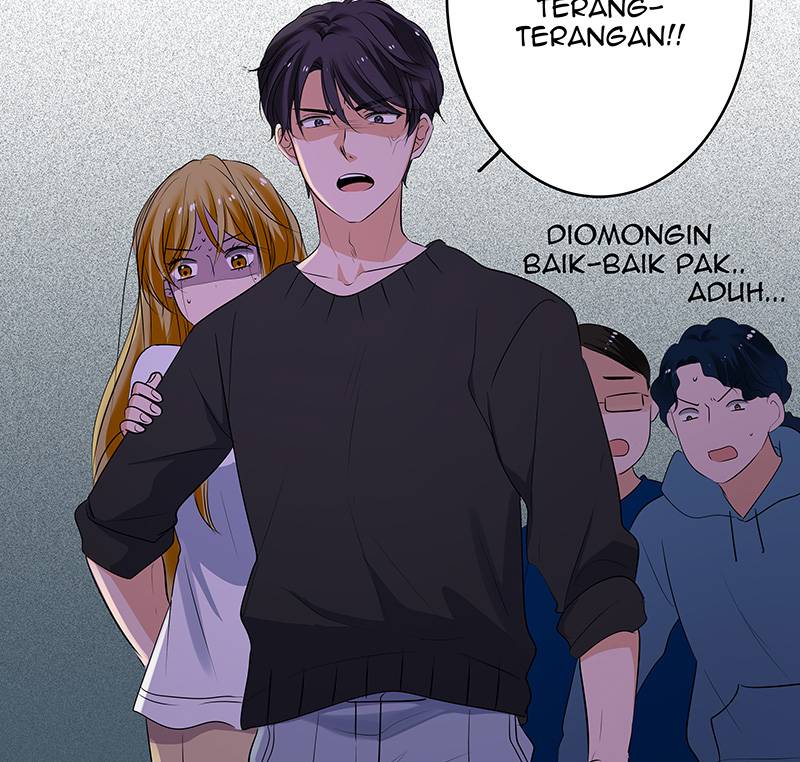 TERANG-
TERANGAN!!
DIOMONGIN
BAIK-BAIK PAK..
ADUH...